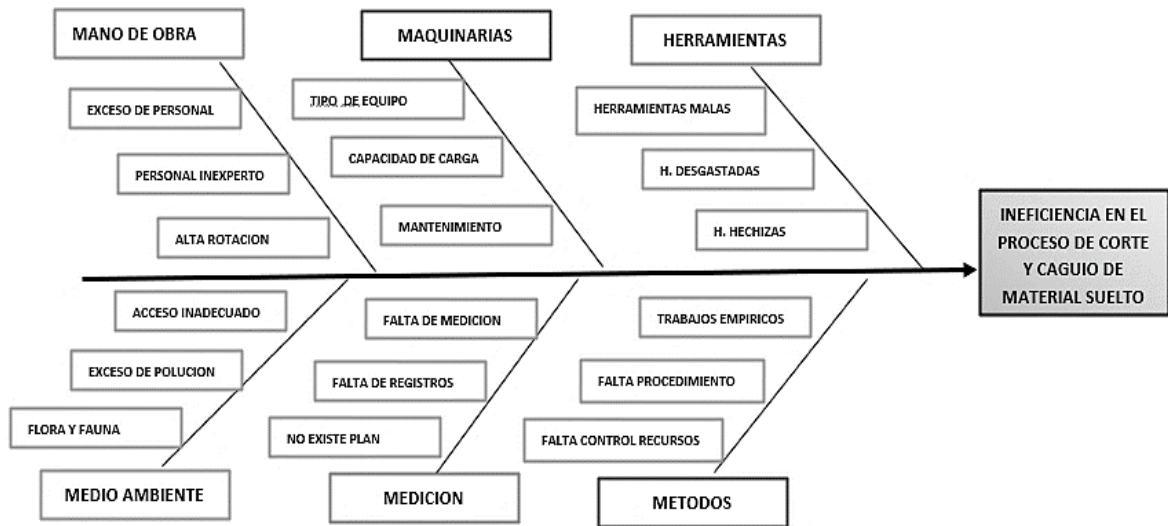 MANO DE OBRA
MAQUINARIAS
HERRAMIENTAS
EXCESO DE PERSONAL
PERSONAL INEXPERTO
ALTA ROTACION
TIPO DE EQUIPO
CAPACIDAD DE CARGA
MANTENIMIENTO
HERRAMIENTAS MALAS
H. DESGASTADAS
H. HECHIZAS
INEFICIENCIA EN EL
PROCESO DE CORTE
Y CAGUIO DE
MATERIAL SUELTO
ACCESO INADECUADO
EXCESO DE POLUCION
FLORA Y FAUNA
FALTA DE MEDICION
FALTA DE REGISTROS
NO EXISTE PLAN
TRABAJOS EMPIRICOS
FALTA PROCEDIMIENTO
FALTA CONTROL RECURSOS
MEDIO AMBIENTE
MEDICION
METODOS